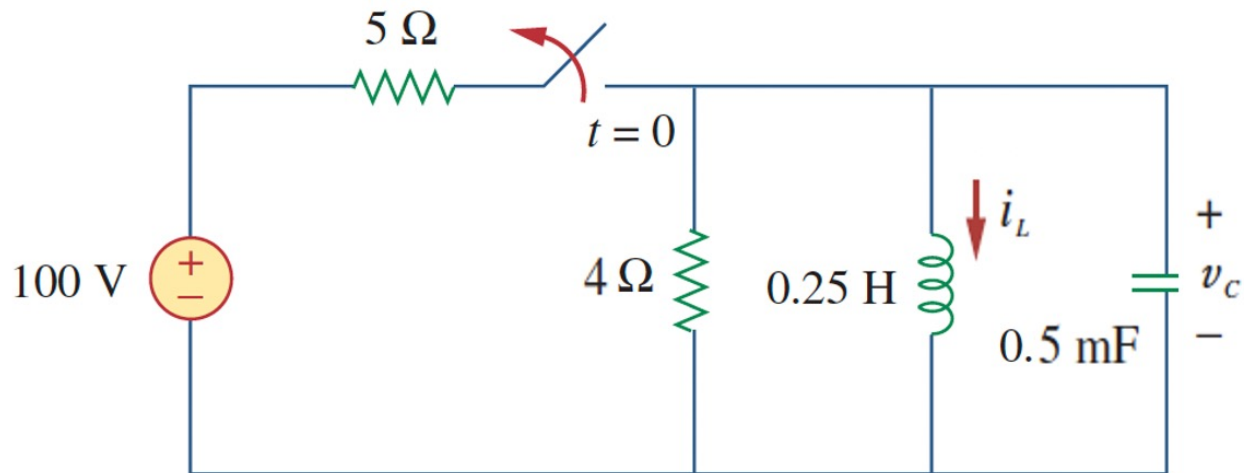 5 Ω
t = 0
100 V
+
−
4 Ω
0.25 H
i_L
0.5 mF
+
v_C
−